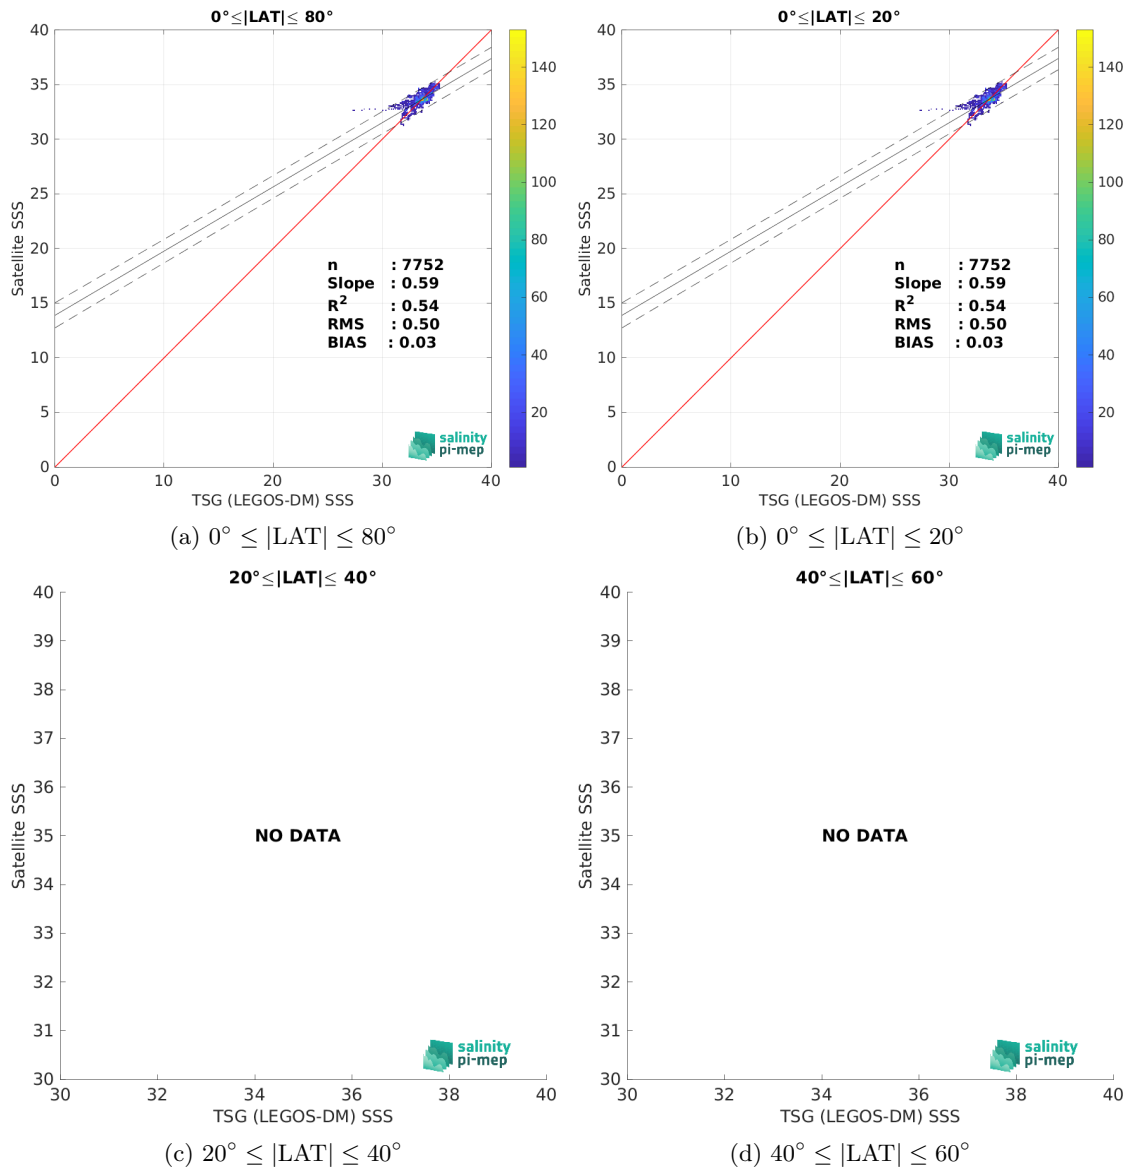 0°≤|LAT|≤ 80°
40
35
30
25
20
15
10
5
0
Satellite SSS
n : 7752
Slope : 0.59
R2 : 0.54
RMS : 0.50
BIAS : 0.03
salinity
pi-mep
0 10 20 30 40
TSG (LEGOS-DM) SSS
140
120
100
80
60
40
20
(a) 0° ≤ |LAT| ≤ 80°
0°≤|LAT|≤ 20°
40
35
30
25
20
15
10
5
0
Satellite SSS
n : 7752
Slope : 0.59
R2 : 0.54
RMS : 0.50
BIAS : 0.03
salinity
pi-mep
0 10 20 30 40
TSG (LEGOS-DM) SSS
140
120
100
80
60
40
20
(b) 0° ≤ |LAT| ≤ 20°
20°≤|LAT|≤ 40°
40
39
38
37
36
35
34
33
32
31
30
Satellite SSS
NO DATA
salinity
pi-mep
30 32 34 36 38 40
TSG (LEGOS-DM) SSS
(c) 20° ≤ |LAT| ≤ 40°
40°≤|LAT|≤ 60°
40
39
38
37
36
35
34
33
32
31
30
Satellite SSS
NO DATA
salinity
pi-mep
30 32 34 36 38 40
TSG (LEGOS-DM) SSS
(d) 40° ≤ |LAT| ≤ 60°